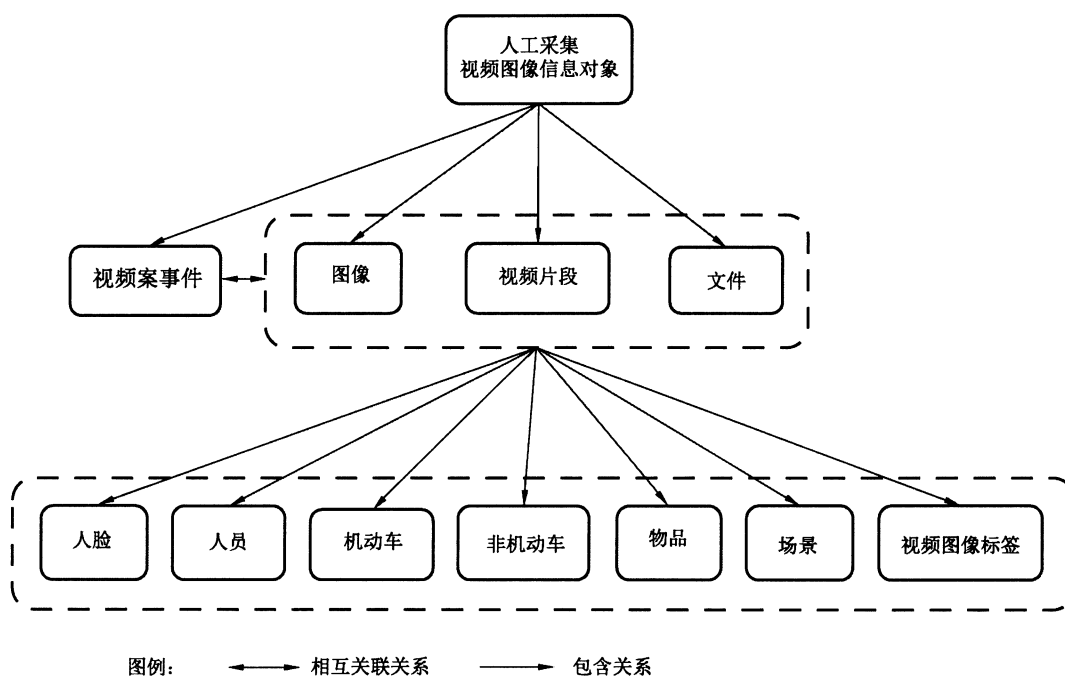 人工采集
视频图像信息对象
视频案事件
图像
视频片段
文件
人脸
人员
机动车
非机动车
物品
场景
视频图像标签
图例： 相互关联关系 包含关系